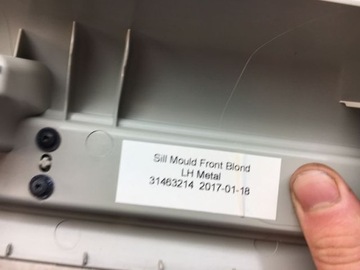 Sill Mould Front Blond
LH Metal
31463214 2017-01-18